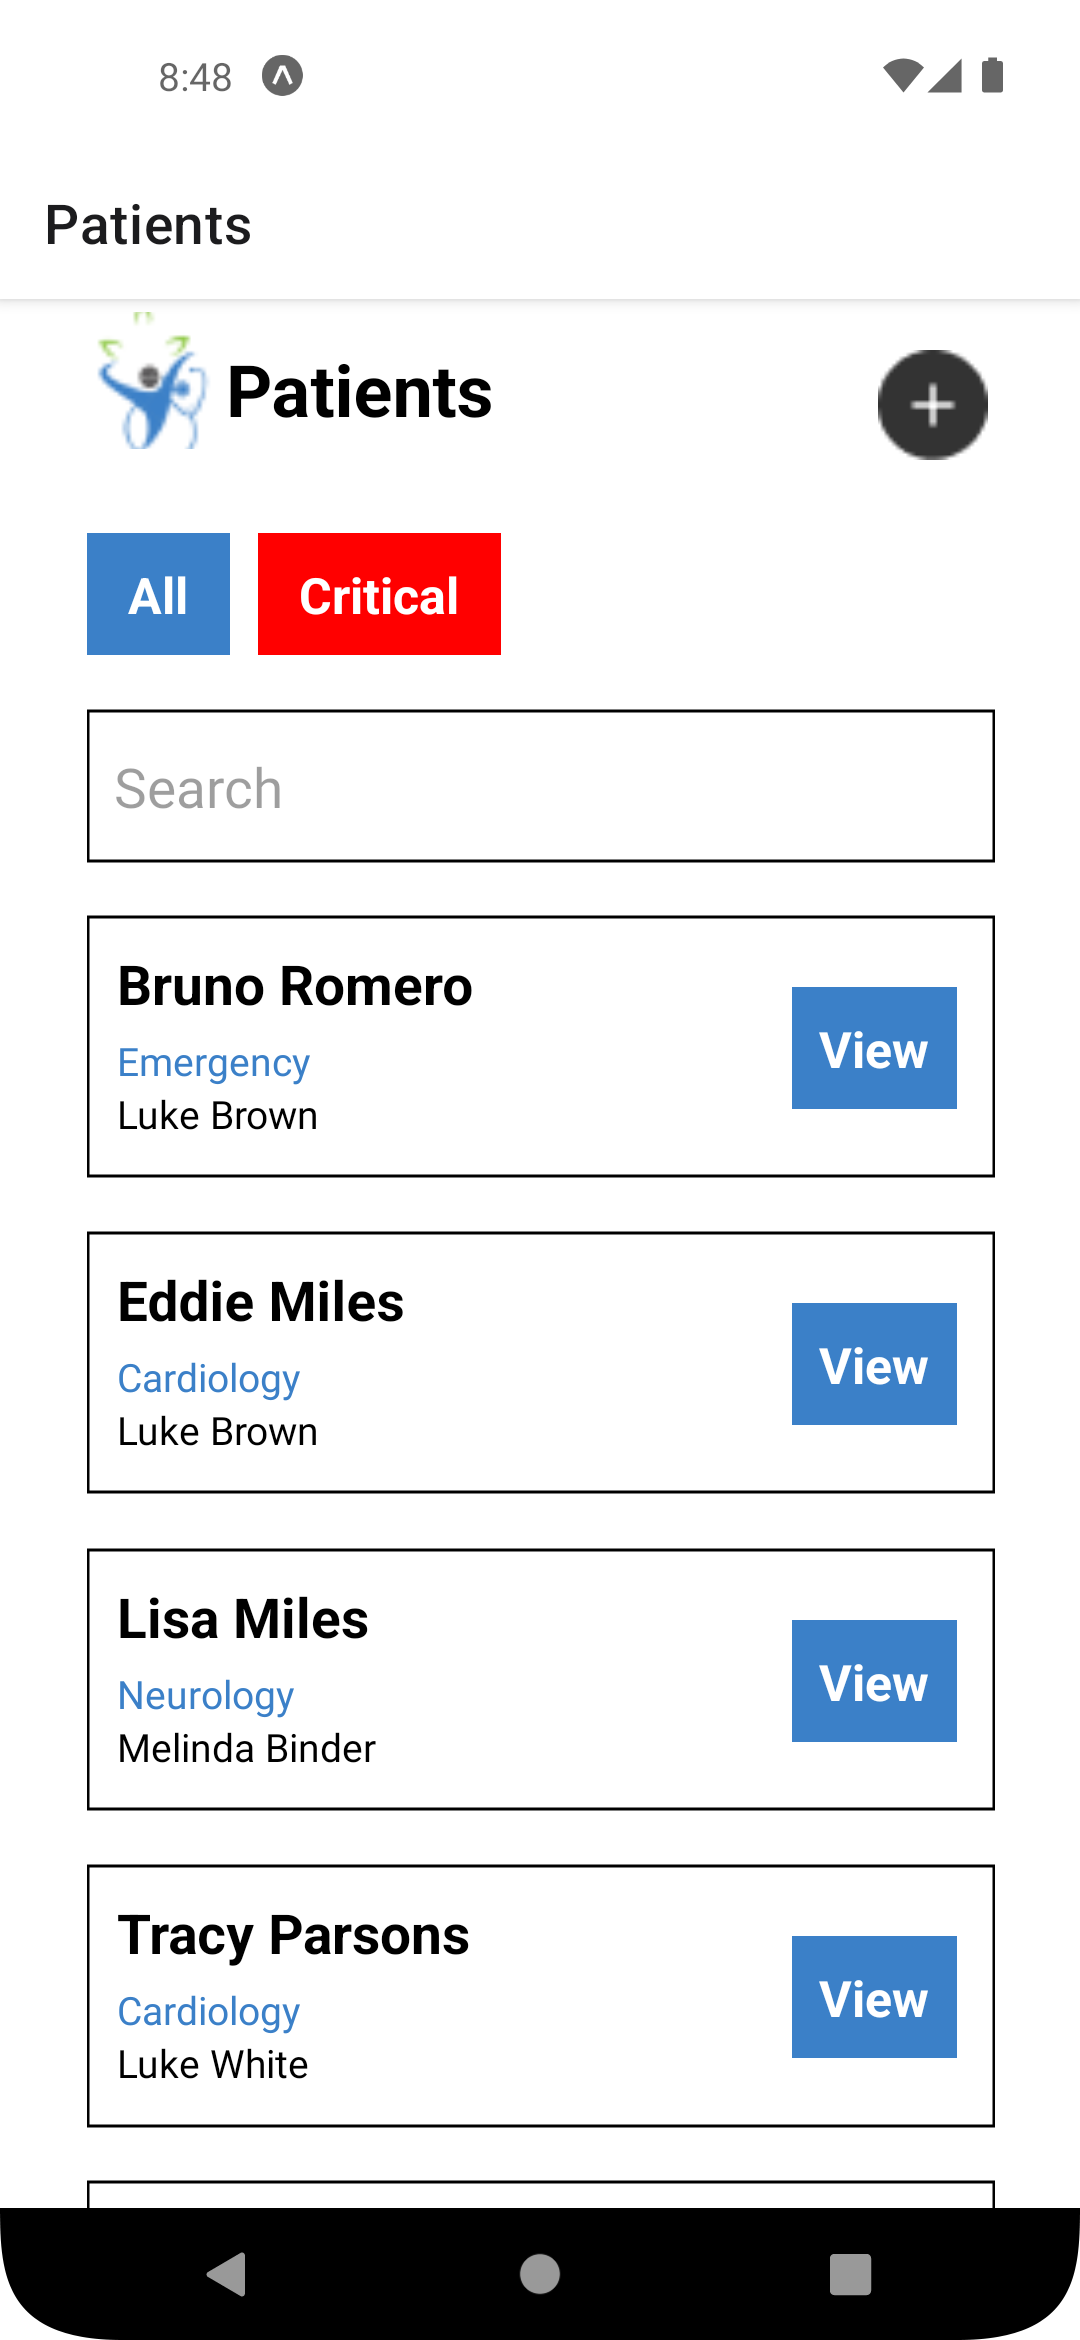 8:48
Patients
Patients
All
Critical
Search
Bruno Romero
Emergency
Luke Brown
View
Eddie Miles
Cardiology
Luke Brown
View
Lisa Miles
Neurology
Melinda Binder
View
Tracy Parsons
Cardiology
Luke White
View